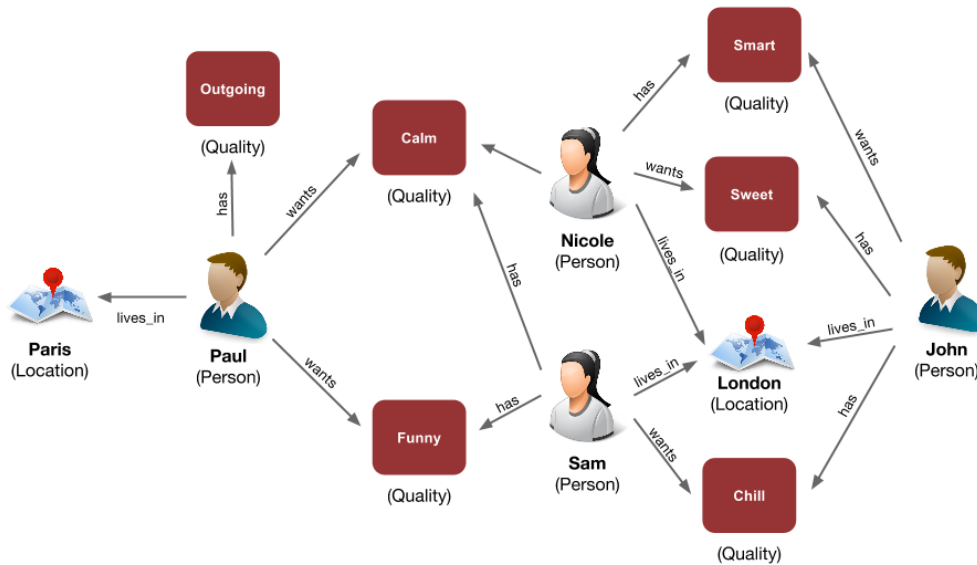 Smart
(Quality)
Outgoing
(Quality)
Calm
(Quality)
has
wants
wants
Sweet
(Quality)
has
wants
has
Nicole
(Person)
lives_in
has
lives_in
Paris
(Location)
Paul
(Person)
wants
lives_in
John
(Person)
London
(Location)
lives_in
has
has
Funny
(Quality)
Sam
(Person)
wants
Chill
(Quality)